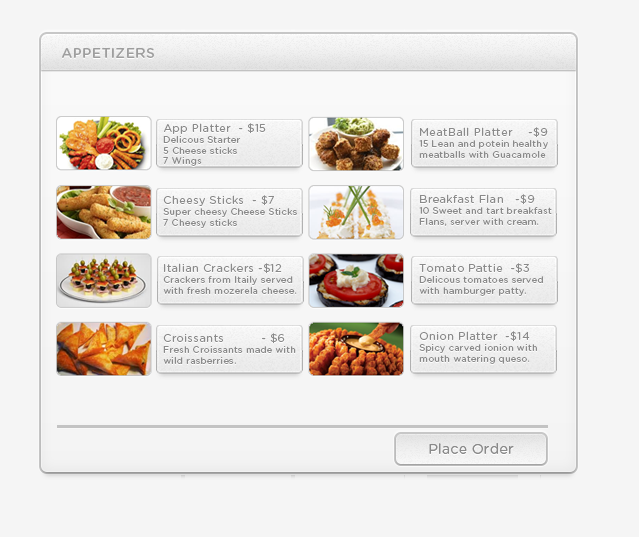 APPETIZERS
App Platter - $15
Delicous Starter
5 Cheese sticks
7 Wings
MeatBall Platter -$9
15 Lean and potein healthy
meatballs with Guacamole
Cheesy Sticks - $7
Super cheesy Cheese Sticks
7 Cheesy sticks
Breakfast Flan -$9
10 Sweet and tart breakfast
Flans, server with cream.
Italian Crackers -$12
Crackers from Itaily served
with fresh mozerela cheese.
Tomato Pattie -$3
Delicous tomatoes served
with hamburger patty.
Croissants - $6
Fresh Croissants made with
wild rasberries.
Onion Platter -$14
Spicy carved ionion with
mouth watering queso.
Place Order